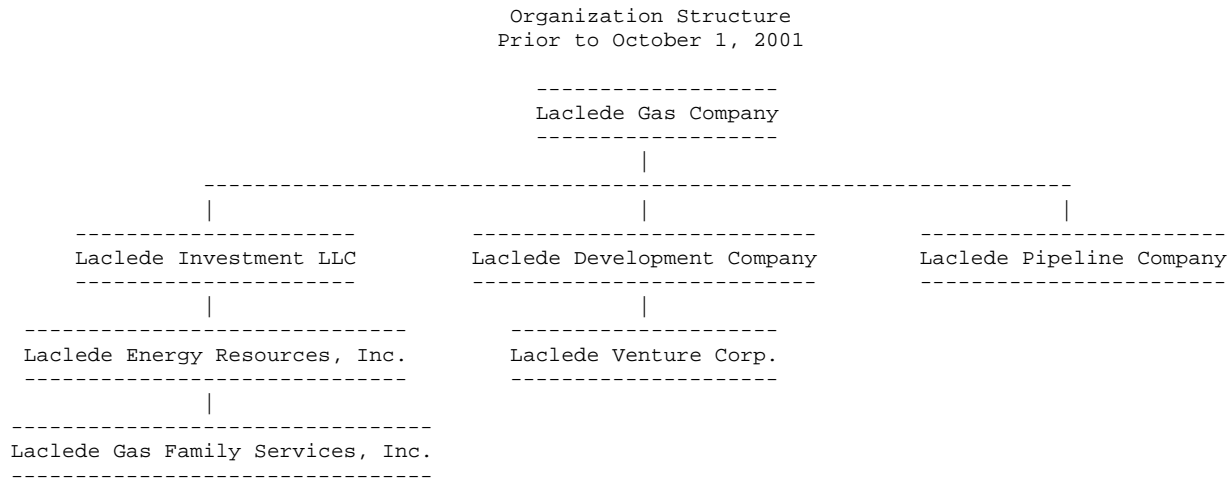 Organization Structure
Prior to October 1, 2001
Laclede Gas Company
Laclede Investment LLC Laclede Development Company Laclede Pipeline Company
Laclede Energy Resources, Inc. Laclede Venture Corp.
Laclede Gas Family Services, Inc.